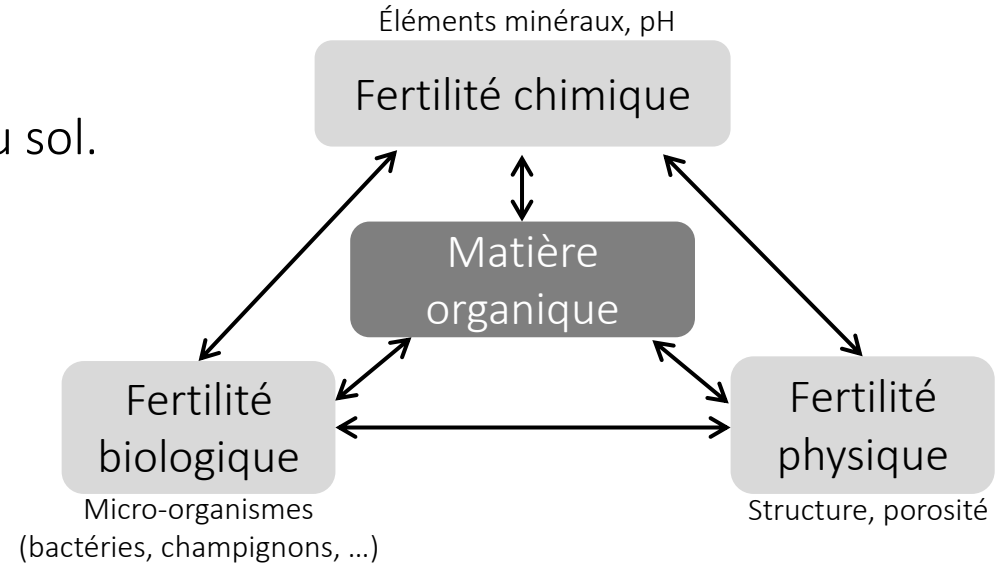 Éléments minéraux, pH
Fertilité chimique
u sol.
Matière
organique
Fertilité
biologique
Micro-organismes
(bactéries, champignons, ...)
Fertilité
physique
Structure, porosité